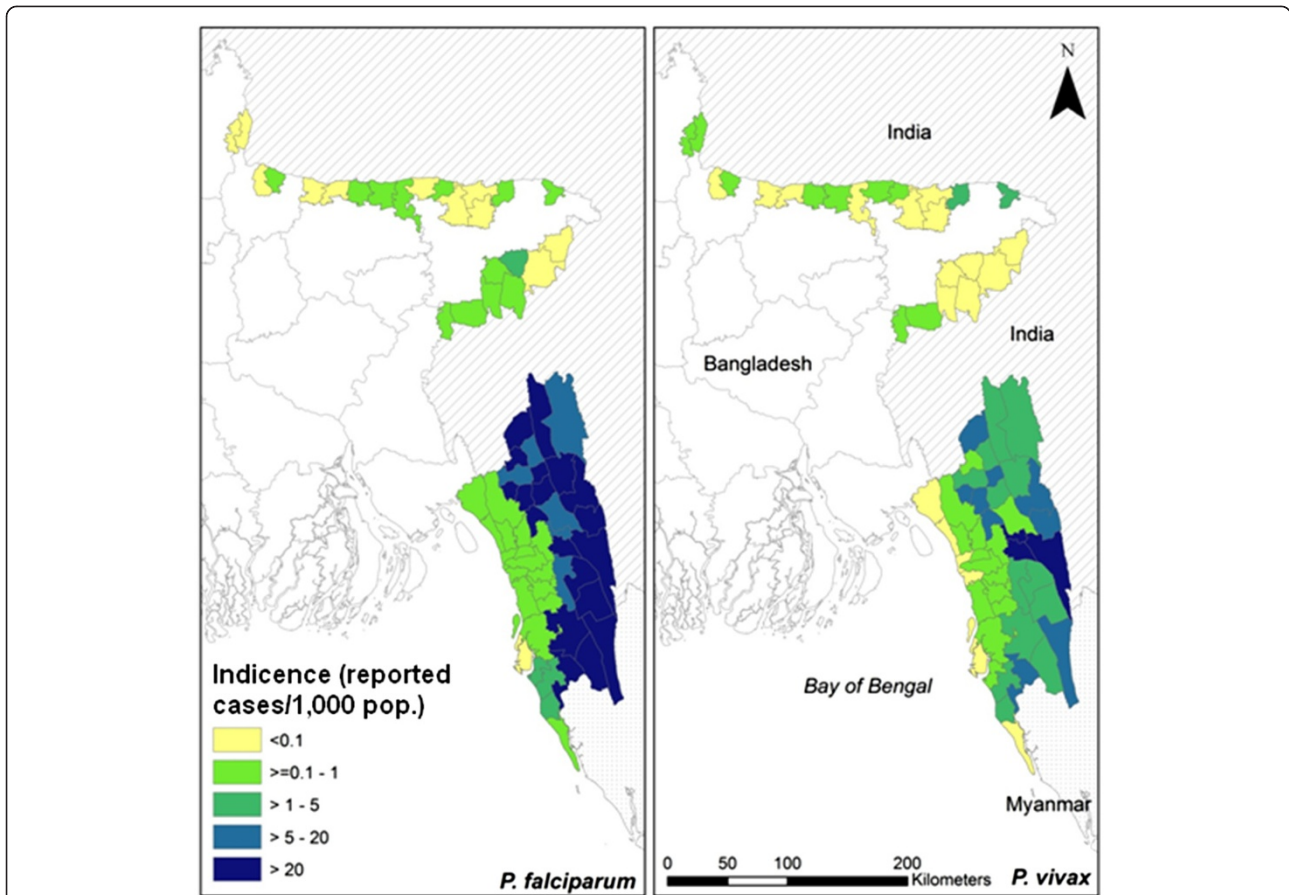 Indicence (reported
cases/1,000 pop.)
<0.1
>=0.1 - 1
> 1 - 5
> 5 - 20
> 20
P. falciparum
N
India
India
Bangladesh
Bay of Bengal
Myanmar
0 50 100 200
Kilometers
P. vivax